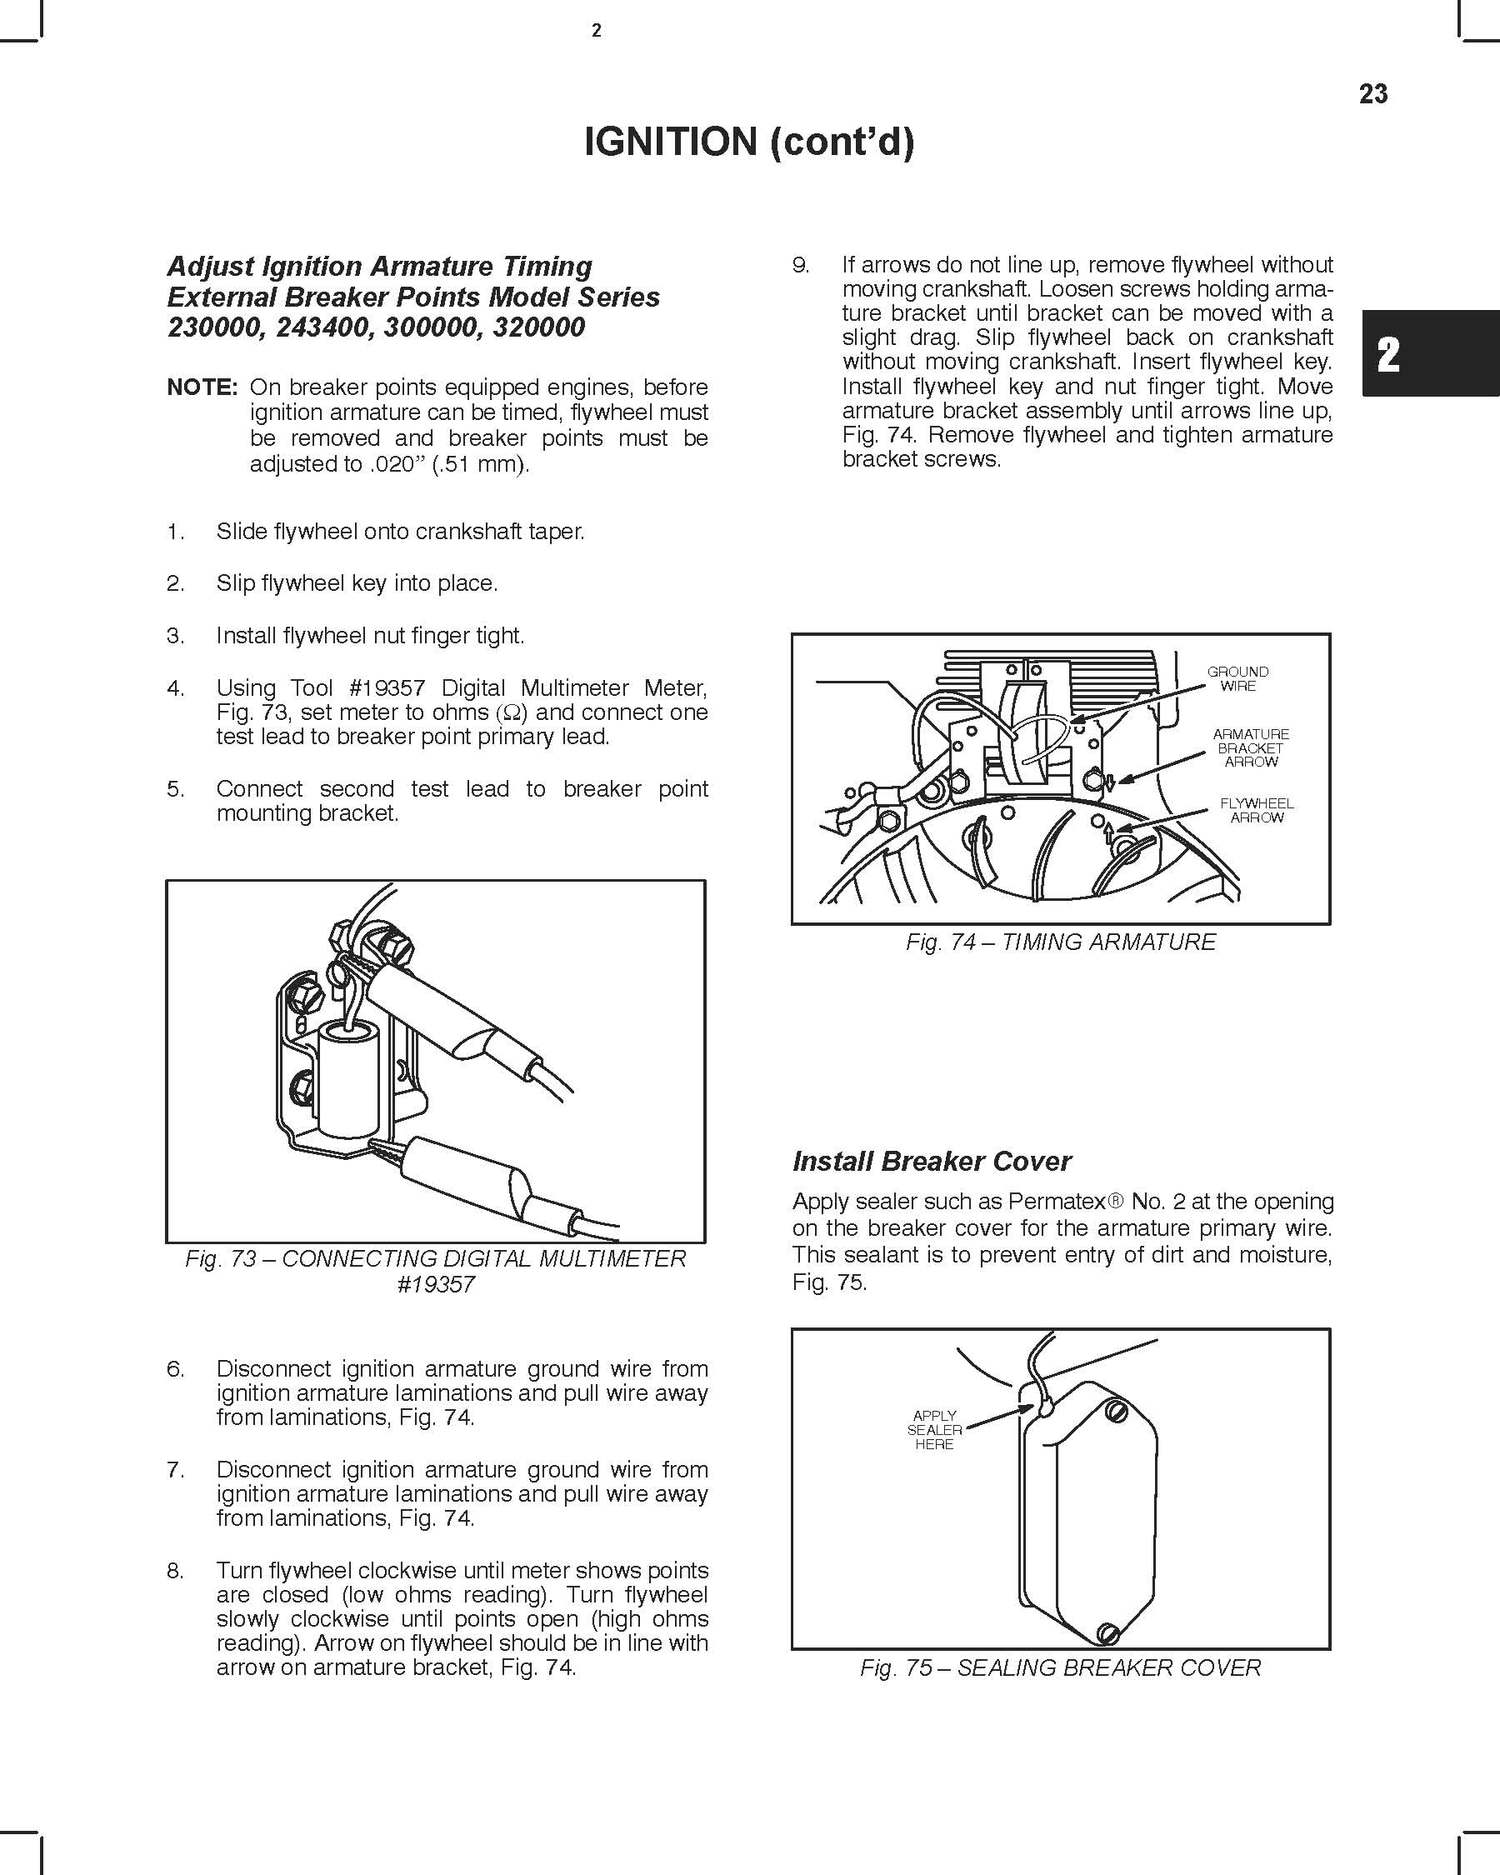 2
23
IGNITION (cont’d)
Adjust Ignition Armature Timing
External Breaker Points Model Series
230000, 243400, 300000, 320000
NOTE: On breaker points equipped engines, before
ignition armature can be timed, flywheel must
be removed and breaker points must be
adjusted to .020” (.51 mm).
1. Slide flywheel onto crankshaft taper.
2. Slip flywheel key into place.
3. Install flywheel nut finger tight.
4. Using Tool #19357 Digital Multimeter Meter,
Fig. 73, set meter to ohms (Ω) and connect one
test lead to breaker point primary lead.
5. Connect second test lead to breaker point
mounting bracket.
Fig. 73 – CONNECTING DIGITAL MULTIMETER
#19357
6. Disconnect ignition armature ground wire from
ignition armature laminations and pull wire away
from laminations, Fig. 74.
7. Disconnect ignition armature ground wire from
ignition armature laminations and pull wire away
from laminations, Fig. 74.
8. Turn flywheel clockwise until meter shows points
are closed (low ohms reading). Turn flywheel
slowly clockwise until points open (high ohms
reading). Arrow on flywheel should be in line with
arrow on armature bracket, Fig. 74.
9. If arrows do not line up, remove flywheel without
moving crankshaft. Loosen screws holding arma-
ture bracket until bracket can be moved with a
slight drag. Slip flywheel back on crankshaft
without moving crankshaft. Insert flywheel key.
Install flywheel key and nut finger tight. Move
armature bracket assembly until arrows line up,
Fig. 74. Remove flywheel and tighten armature
bracket screws.
2
GROUND
WIRE
ARMATURE
BRACKET
ARROW
FLYWHEEL
ARROW
Fig. 74 – TIMING ARMATURE
Install Breaker Cover
Apply sealer such as Permatex® No. 2 at the opening
on the breaker cover for the armature primary wire.
This sealant is to prevent entry of dirt and moisture,
Fig. 75.
APPLY
SEALER
HERE
Fig. 75 – SEALING BREAKER COVER